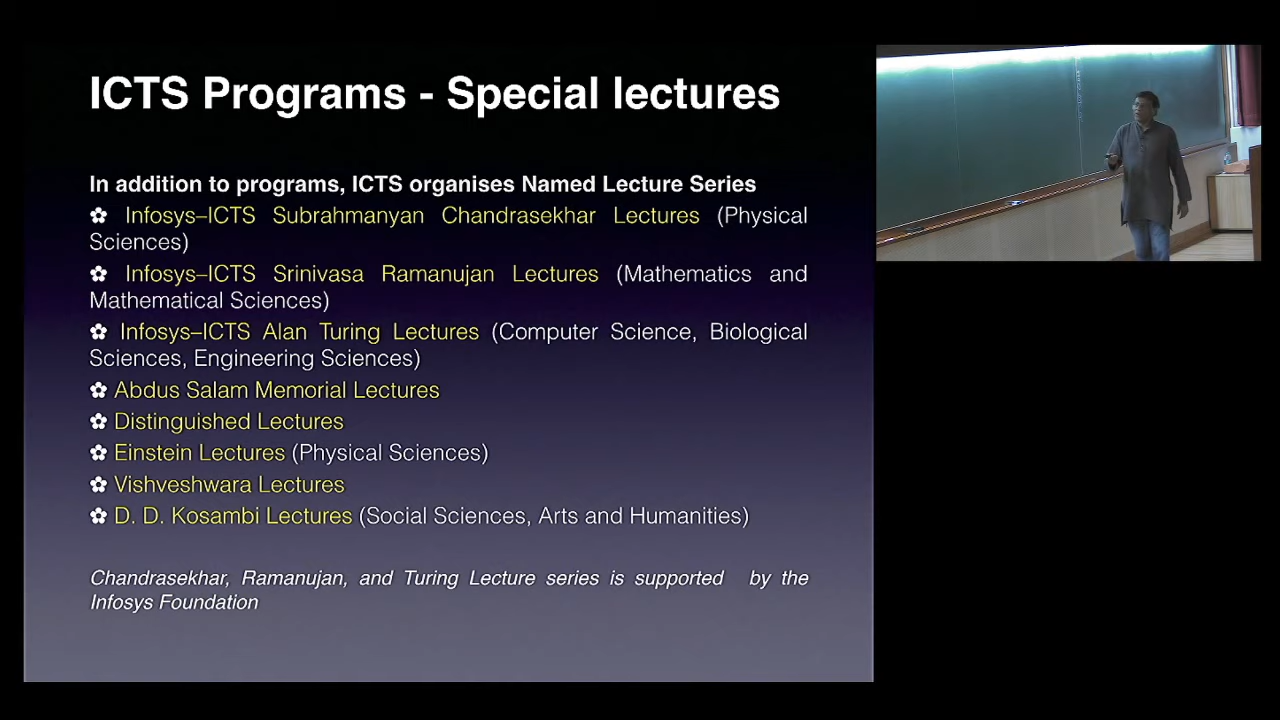 ICTS Programs - Special lectures
In addition to programs, ICTS organises Named Lecture Series
✿ Infosys–ICTS Subrahmanyan Chandrasekhar Lectures (Physical
Sciences)
✿ Infosys–ICTS Srinivasa Ramanujan Lectures (Mathematics and
Mathematical Sciences)
✿ Infosys–ICTS Alan Turing Lectures (Computer Science, Biological
Sciences, Engineering Sciences)
✿ Abdus Salam Memorial Lectures
✿ Distinguished Lectures
✿ Einstein Lectures (Physical Sciences)
✿ Vishveshwara Lectures
✿ D. D. Kosambi Lectures (Social Sciences, Arts and Humanities)
Chandrasekhar, Ramanujan, and Turing Lecture series is supported by the
Infosys Foundation